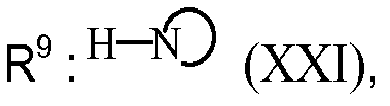 R⁹ : H—N (XXI),